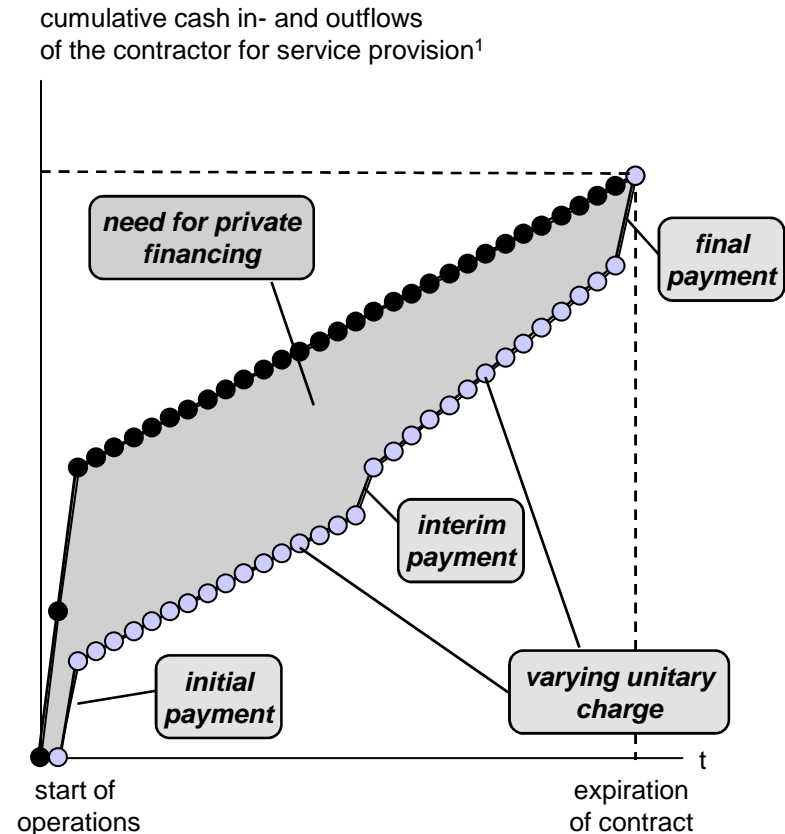 cumulative cash in- and outflows
of the contractor for service provision¹
need for private
financing
final
payment
interim
payment
initial
payment
varying unitary
charge
t
start of
operations
expiration
of contract